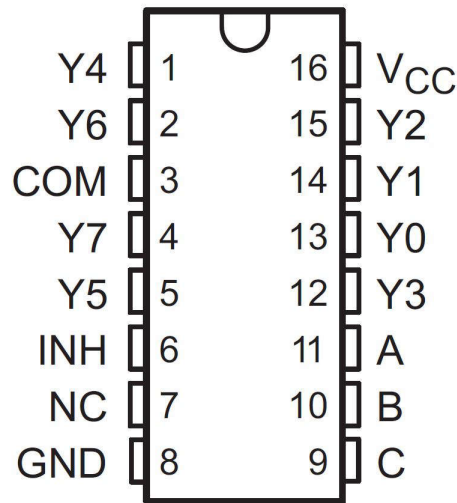 Y4 1 16 VCC
Y6 2 15 Y2
COM 3 14 Y1
Y7 4 13 Y0
Y5 5 12 Y3
INH 6 11 A
NC 7 10 B
GND 8 9 C